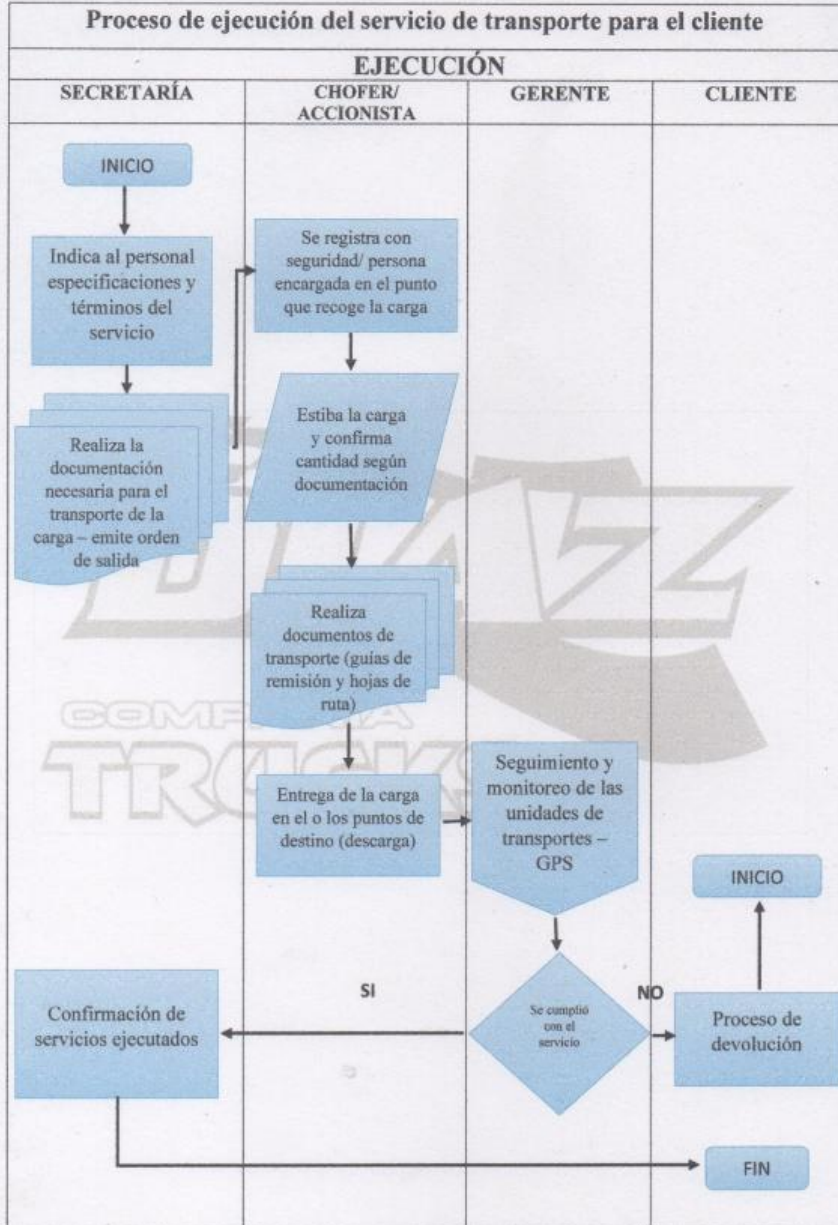 Proceso de ejecución del servicio de transporte para el cliente
EJECUCIÓN
SECRETARÍA
CHOFER/
ACCIONISTA
GERENTE
CLIENTE
INICIO
Indica al personal
especificaciones y
términos del
servicio
Realiza la
documentación
necesaria para el
transporte de la
carga – emite orden
de salida
Se registra con
seguridad/ persona
encargada en el punto
que recoge la carga
Estiba la carga
y confirma
cantidad según
documentación
Realiza
documentos de
transporte (guías de
remisión y hojas de
ruta)
Entrega de la carga
en el o los puntos de
destino (descarga)
Seguimiento y
monitoreo de las
unidades de
transportes –
GPS
INICIO
Se cumplió
con el
servicio
SI
NO
Proceso de
devolución
Confirmación de
servicios ejecutados
FIN